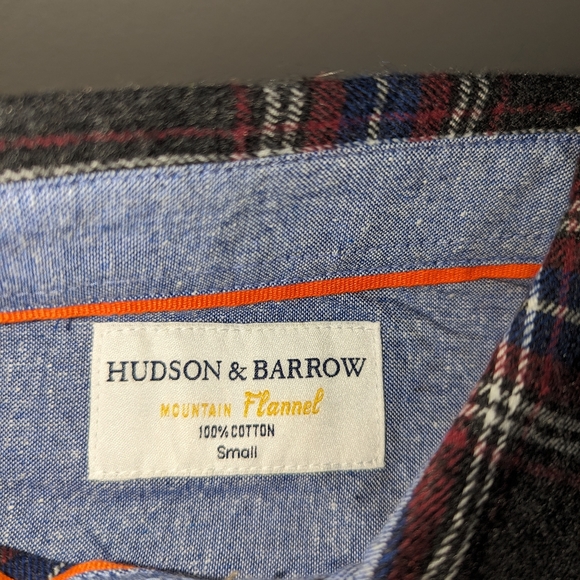 HUDSON & BARROW
MOUNTAIN Flannel
100% COTTON
Small